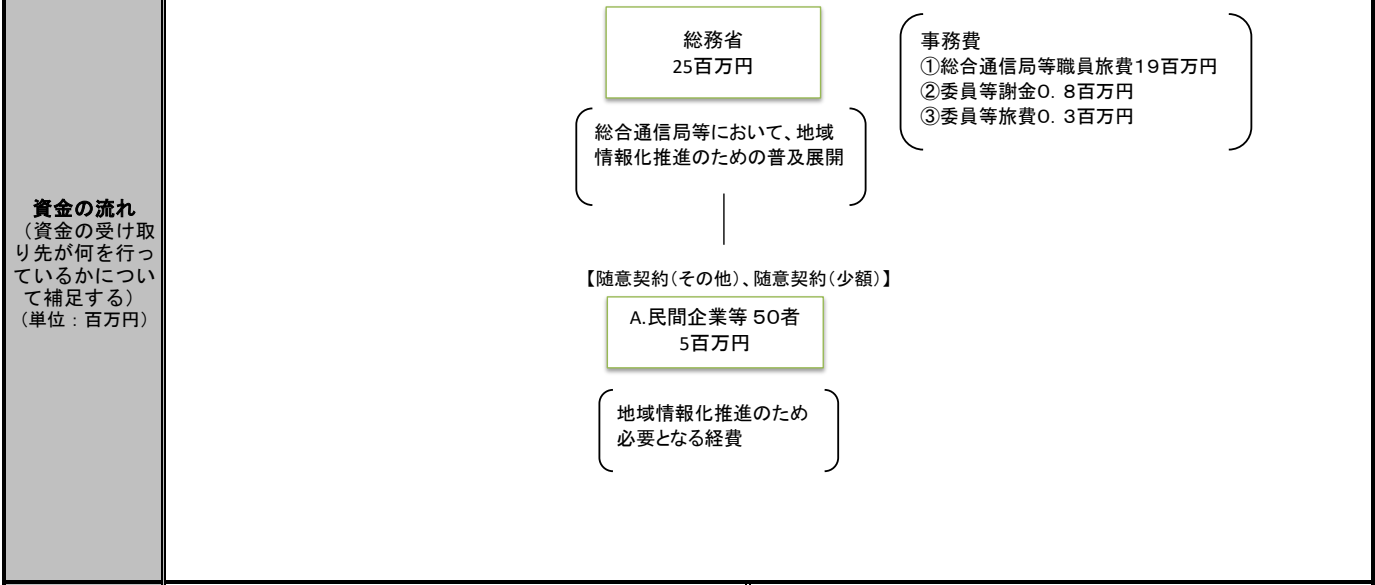 資金の流れ
（資金の受け取
り先が何を行っ
ているかについ
て補足する）
（単位：百万円）
総務省
25百万円
事務費
①総合通信局等職員旅費１９百万円
②委員等謝金０．８百万円
③委員等旅費０．３百万円
総合通信局等において、地域
情報化推進のための普及展開
【随意契約（その他）、随意契約（少額）】
A.民間企業等 ５０者
5百万円
地域情報化推進のため
必要となる経費